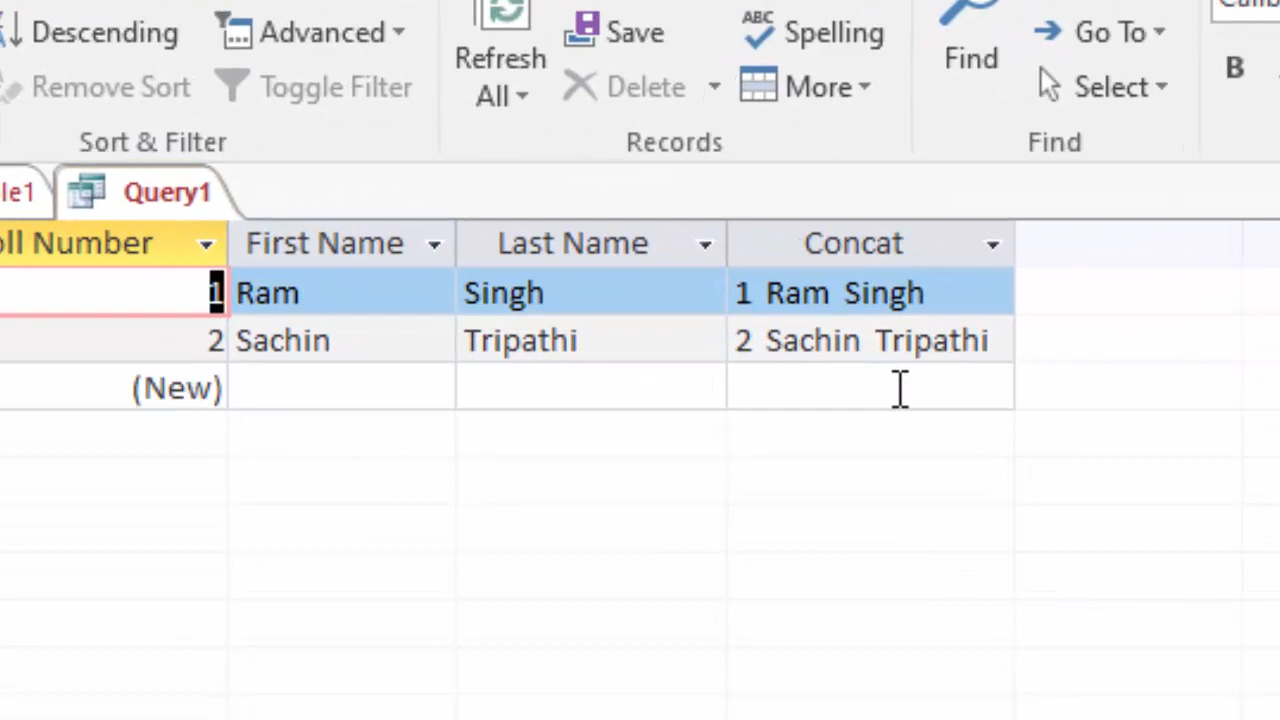 Descending Advanced Refresh All Save ABC Spelling Find Go To
Remove Sort Toggle Filter Delete More Select B
Sort & Filter Records Find
le1 Query1
oll Number First Name Last Name Concat
1 Ram Singh 1 Ram Singh
2 Sachin Tripathi 2 Sachin Tripathi
(New)